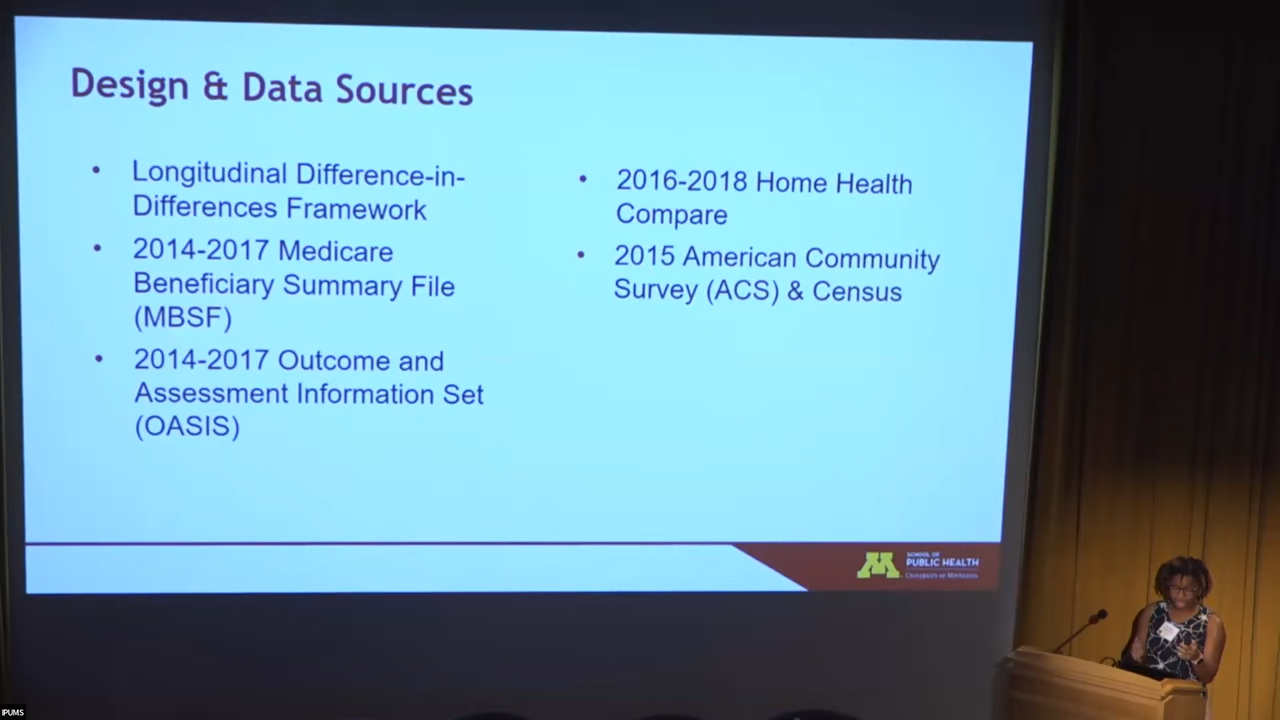 Design & Data Sources
Longitudinal Difference-in-
Differences Framework
2014-2017 Medicare
Beneficiary Summary File
(MBSF)
2014-2017 Outcome and
Assessment Information Set
(OASIS)
2016-2018 Home Health
Compare
2015 American Community
Survey (ACS) & Census
M
SCHOOL OF
PUBLIC HEALTH
UNIVERSITY OF MINNESOTA
IPUMS